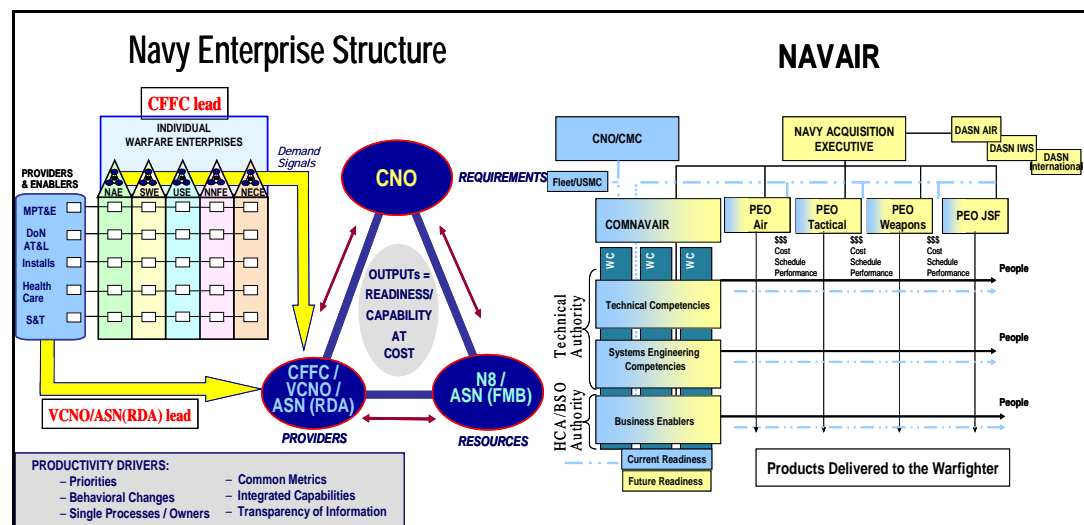 Navy Enterprise Structure
CFFC lead
INDIVIDUAL
WARFARE ENTERPRISES
Demand
Signals
PROVIDERS
& ENABLERS
NAE
SWE
USE
NNFE
NECE
MPT&E
DoN
AT&L
Installs
Health
Care
S&T
VCNO/ASN(RDA) lead
CNO
REQUIREMENTS
OUTPUTs =
READINESS/
CAPABILITY
AT
COST
CFFC /
VCNO /
ASN (RDA)
PROVIDERS
N8 /
ASN (FMB)
RESOURCES
PRODUCTIVITY DRIVERS:
– Priorities
– Behavioral Changes
– Single Processes / Owners
– Common Metrics
– Integrated Capabilities
– Transparency of Information
NAVAIR
CNO/CMC
NAVY ACQUISITION
EXECUTIVE
DASN AIR
DASN IWS
DASN
International
Fleet/USMC
COMNAVAIR
PEO
Air
PEO
Tactical
PEO
Weapons
PEO JSF
$$$
Cost
Schedule
Performance
$$$
Cost
Schedule
Performance
$$$
Cost
Schedule
Performance
WC
WC
WC
People
Technical Authority
Technical Competencies
Systems Engineering
Competencies
People
HCA/BSO
Authority
Business Enablers
People
Current Readiness
Future Readiness
Products Delivered to the Warfighter